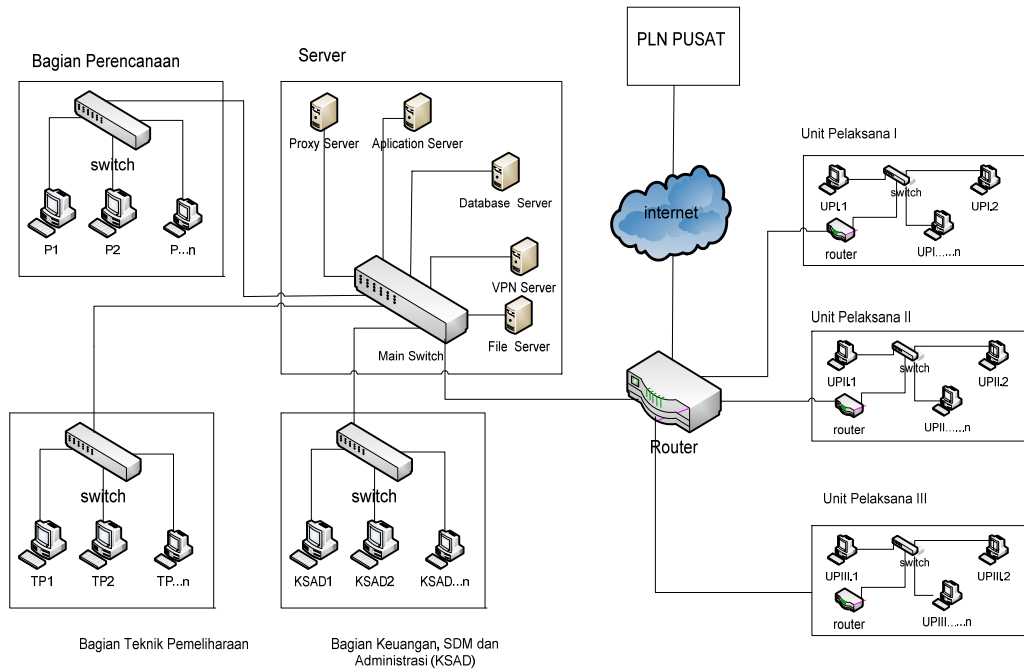 PLN PUSAT
Server
Bagian Perencanaan
Proxy Server
Aplication Server
switch
Database Server
P1
P2
P...n
VPN Server
File Server
Main Switch
internet
Router
Unit Pelaksana I
UPI.1
switch
UPI.2
router
UPI......n
Unit Pelaksana II
UPII.1
switch
UPII.2
router
UPII......n
Unit Pelaksana III
UPIII.1
switch
UPIII.2
router
UPIII......n
switch
TP1
TP2
TP...n
Bagian Teknik Pemeliharaan
switch
KSAD1
KSAD2
KSAD...n
Bagian Keuangan, SDM dan
Administrasi (KSAD)